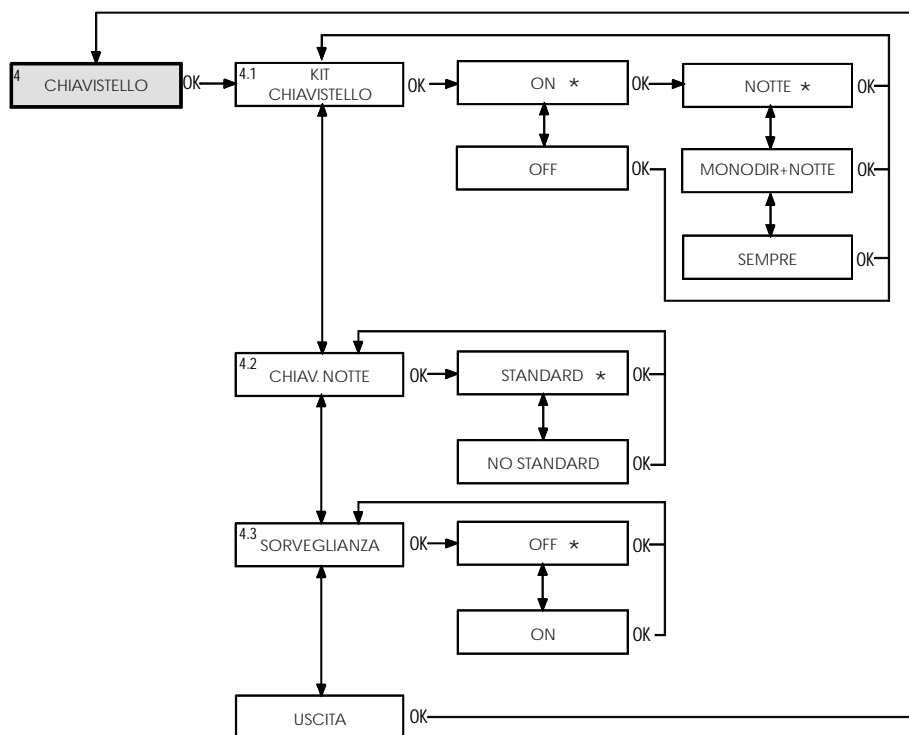 4
CHIAVISTELLO
OK
4.1
KIT
CHIAVISTELLO
OK
ON *
OK
NOTTE *
OK
OFF
OK
MONODIR+NOTTE
OK
SEMPRE
OK
4.2
CHIAV. NOTTE
OK
STANDARD *
OK
NO STANDARD
OK
4.3
SORVEGLIANZA
OK
OFF *
OK
ON
OK
USCITA
OK